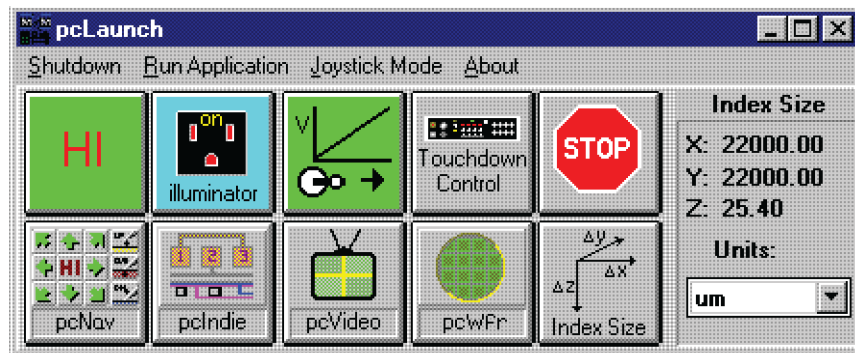 pcLaunch
Shutdown Run Application Joystick Mode About
HI
on
illuminator
V
Touchdown
Control
STOP
HI
pcNav
1 2 3
pcIndie
pcVideo
pcWfr
Δy
Δx
Δz
Index Size
Index Size
X: 22000.00
Y: 22000.00
Z: 25.40
Units:
um